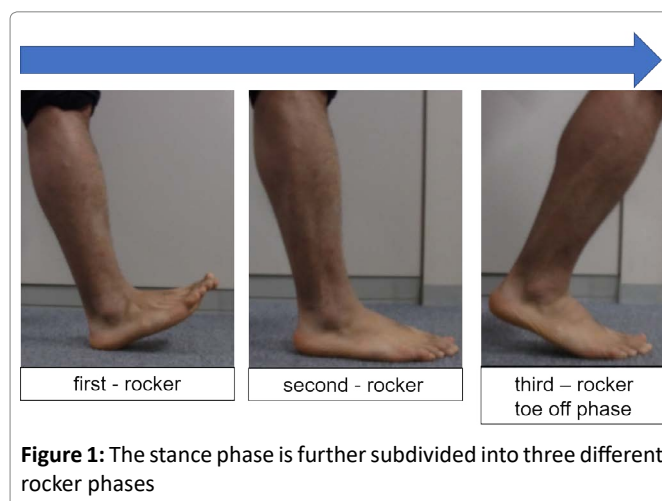 first - rocker
second - rocker
third – rocker
toe off phase
Figure 1: The stance phase is further subdivided into three different
rocker phases